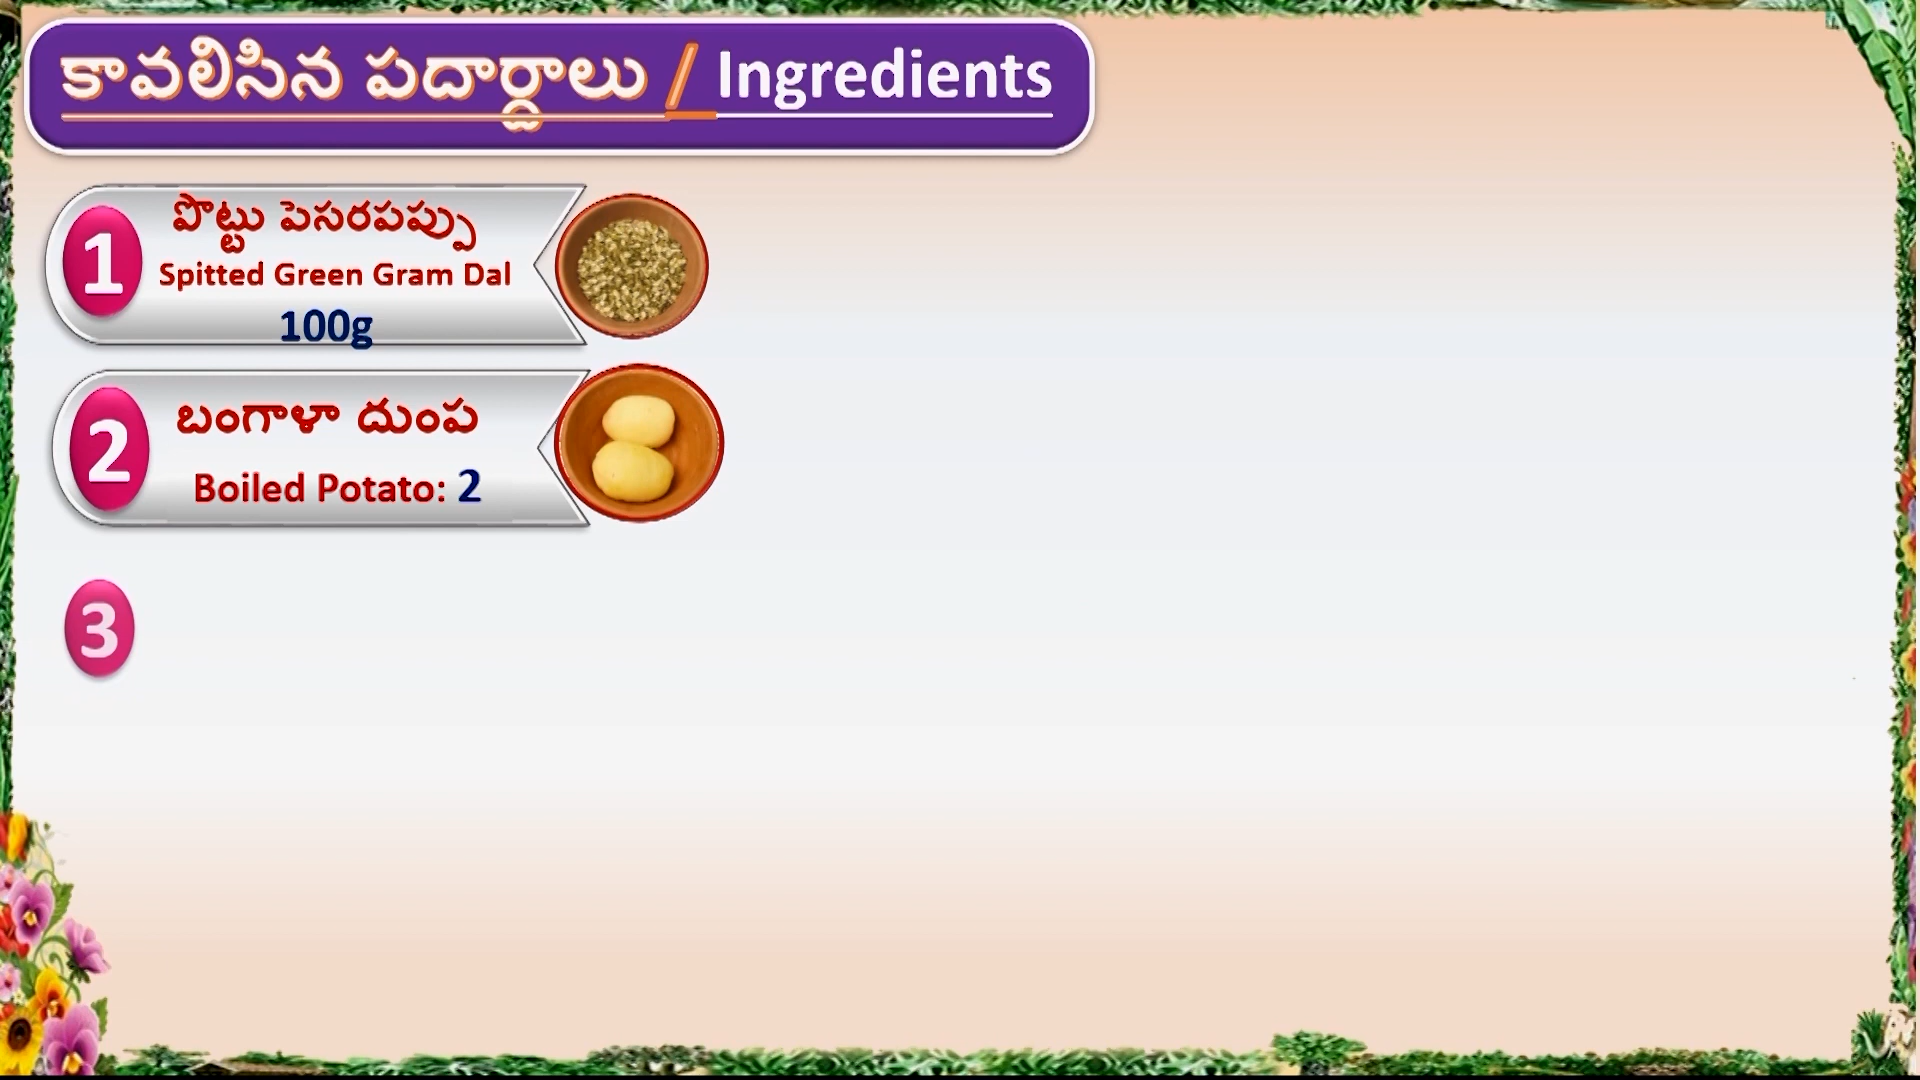 కావలిసిన పదార్ధాలు / Ingredients
1
పొట్టు పెసరపప్పు
Spitted Green Gram Dal
100g
2
బంగాళా దుంప
Boiled Potato: 2
3